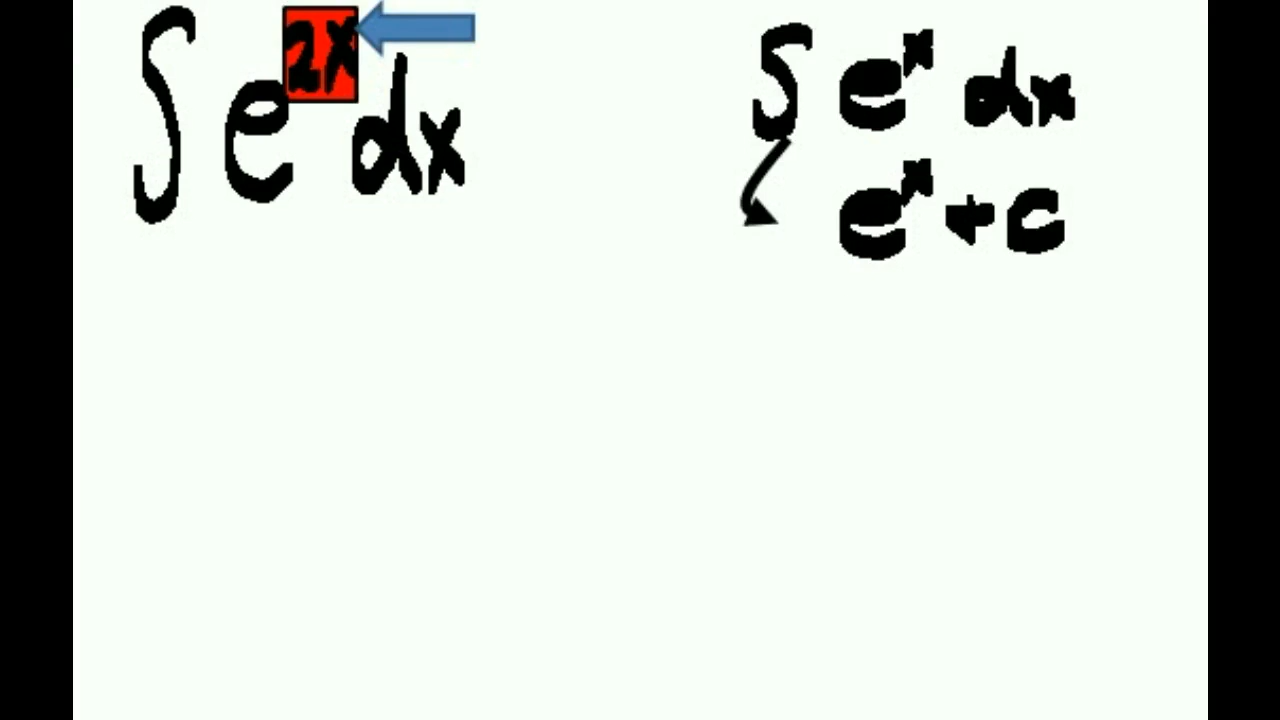 ∫ e^{2x} dx
∫ e^x dx
e^x + c